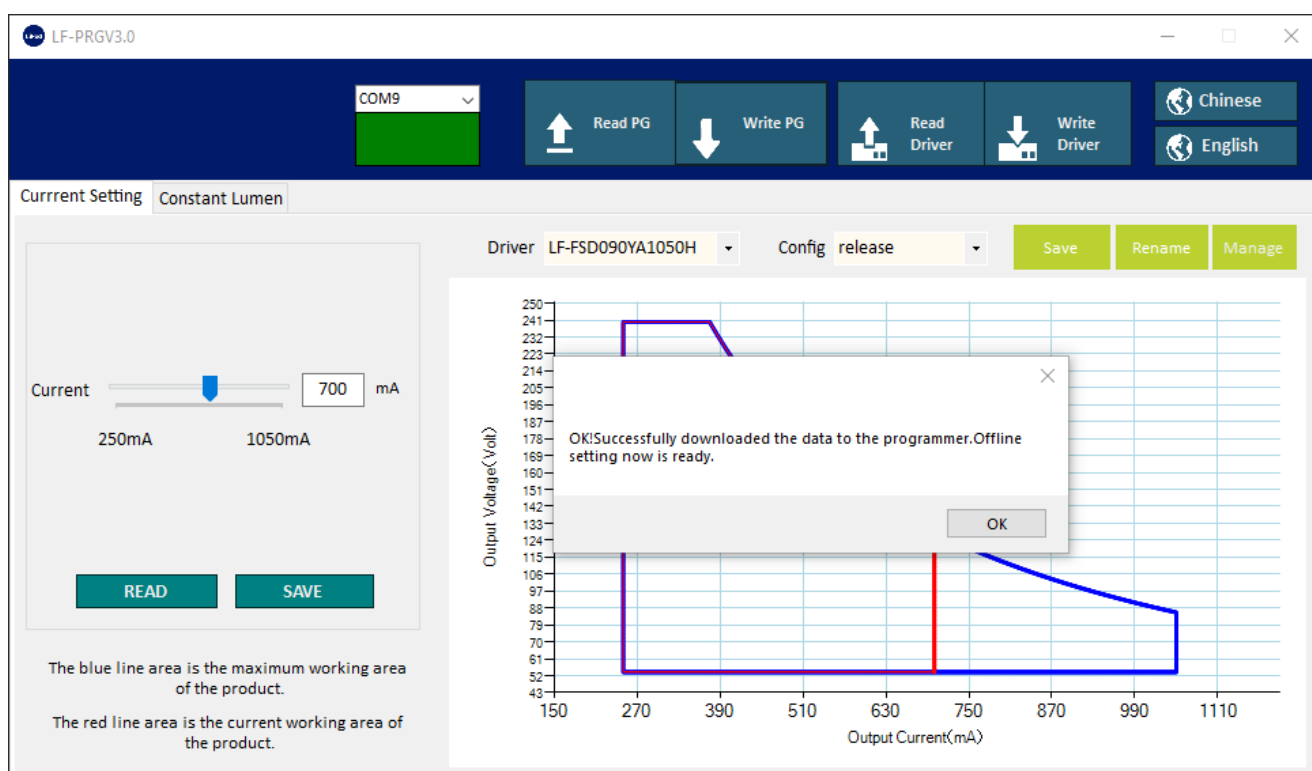 LF-PRGV3.0
COM9
Read PG
Write PG
Read
Driver
Write
Driver
Chinese
English
Currrent Setting
Constant Lumen
Driver
LF-FSD090YA1050H
Config
release
Save
Rename
Manage
Current
700
mA
250mA
1050mA
READ
SAVE
The blue line area is the maximum working area
of the product.
The red line area is the current working area of
the product.
Output Voltage(Volt)
250
241
232
223
214
205
196
187
178
169
160
151
142
133
124
115
106
97
88
79
70
61
52
43
OK!Successfully downloaded the data to the programmer.Offline
setting now is ready.
OK
150
270
390
510
630
750
870
990
1110
Output Current(mA)